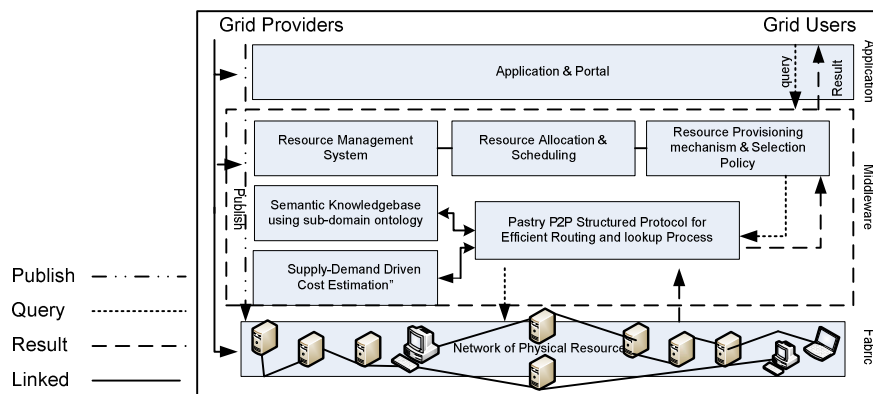 Grid Providers
Grid Users
Application
Application & Portal
query
Result
Middleware
Resource Management
System
Resource Allocation &
Scheduling
Resource Provisioning
mechanism & Selection
Policy
Publish
Semantic Knowledgebase
using sub-domain ontology
Pastry P2P Structured Protocol for
Efficient Routing and lookup Process
Supply-Demand Driven
Cost Estimation”
Publish
Query
Result
Linked
Network of Physical Resource
Fabric